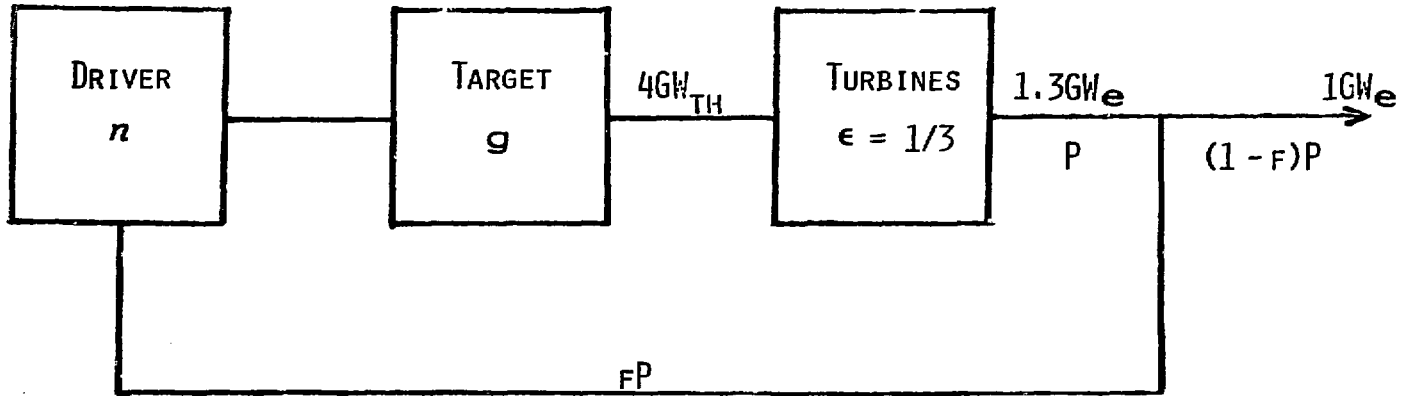 DRIVER
n
TARGET
g
4GW_TH
TURBINES
ϵ = 1/3
1.3GWe
P
1GWe
(1 - F)P
FP